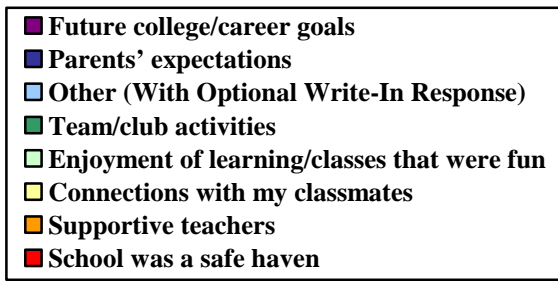 Future college/career goals
Parents’ expectations
Other (With Optional Write-In Response)
Team/club activities
Enjoyment of learning/classes that were fun
Connections with my classmates
Supportive teachers
School was a safe haven